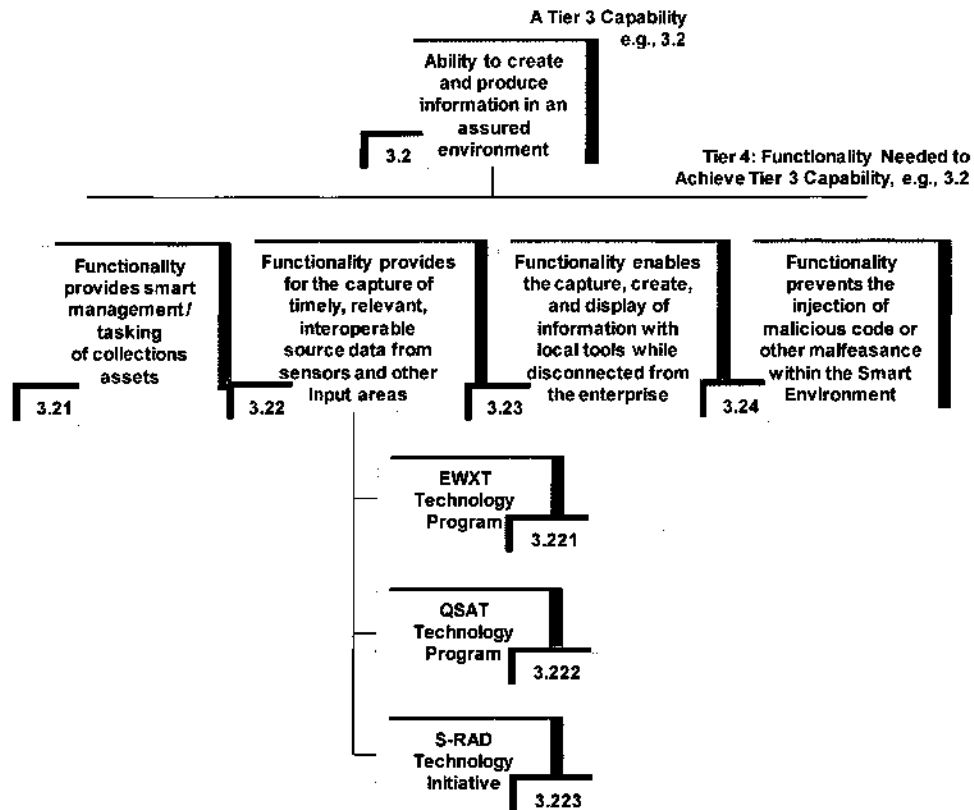 A Tier 3 Capability
e.g., 3.2
Ability to create
and produce
information in an
assured
environment
3.2
Tier 4: Functionality Needed to
Achieve Tier 3 Capability, e.g., 3.2
Functionality
provides smart
management/
tasking
of collections
assets
3.21
Functionality provides
for the capture of
timely, relevant,
interoperable
source data from
sensors and other
input areas
3.22
Functionality enables
the capture, create,
and display of
information with
local tools while
disconnected from
the enterprise
3.23
Functionality
prevents the
injection of
malicious code or
other malfeasance
within the Smart
Environment
3.24
EWXT
Technology
Program
3.221
QSAT
Technology
Program
3.222
S-RAD
Technology
Initiative
3.223